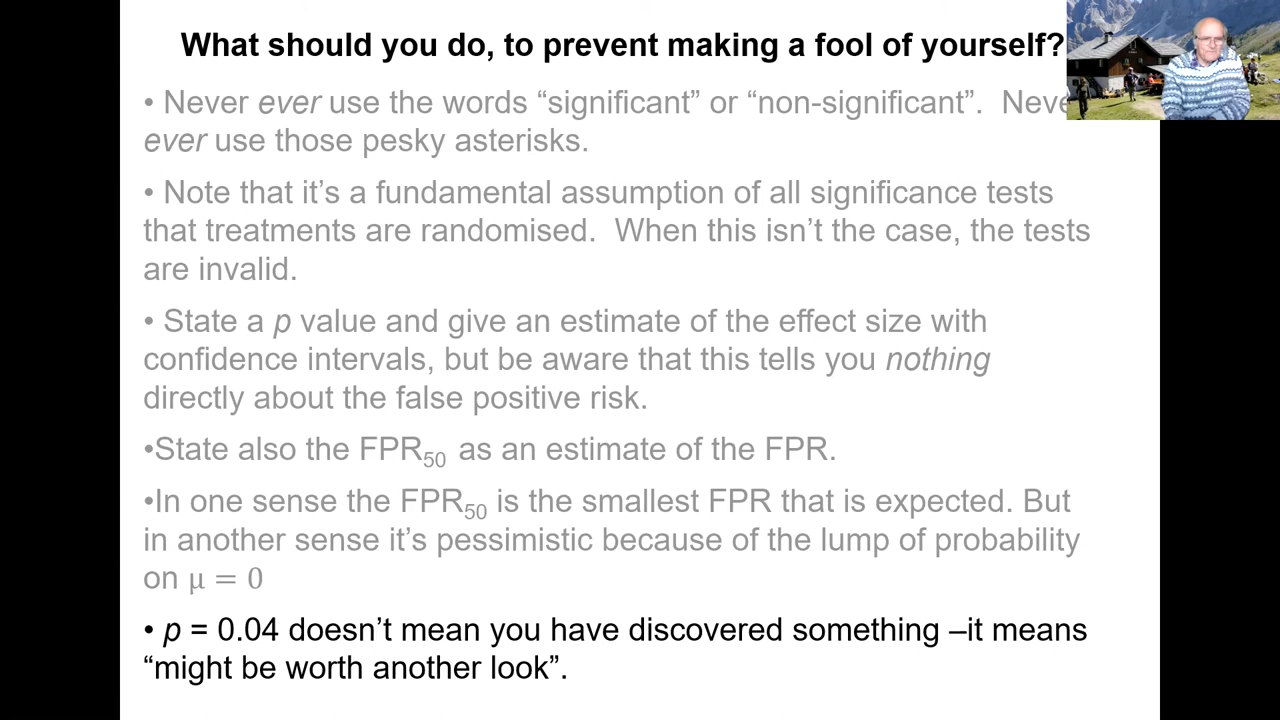 What should you do, to prevent making a fool of yourself?
• Never ever use the words “significant” or “non-significant”. Neve
ever use those pesky asterisks.
• Note that it’s a fundamental assumption of all significance tests
that treatments are randomised. When this isn’t the case, the tests
are invalid.
• State a p value and give an estimate of the effect size with
confidence intervals, but be aware that this tells you nothing
directly about the false positive risk.
•State also the FPR₅₀ as an estimate of the FPR.
•In one sense the FPR₅₀ is the smallest FPR that is expected. But
in another sense it’s pessimistic because of the lump of probability
on μ = 0
• p = 0.04 doesn’t mean you have discovered something –it means
“might be worth another look”.